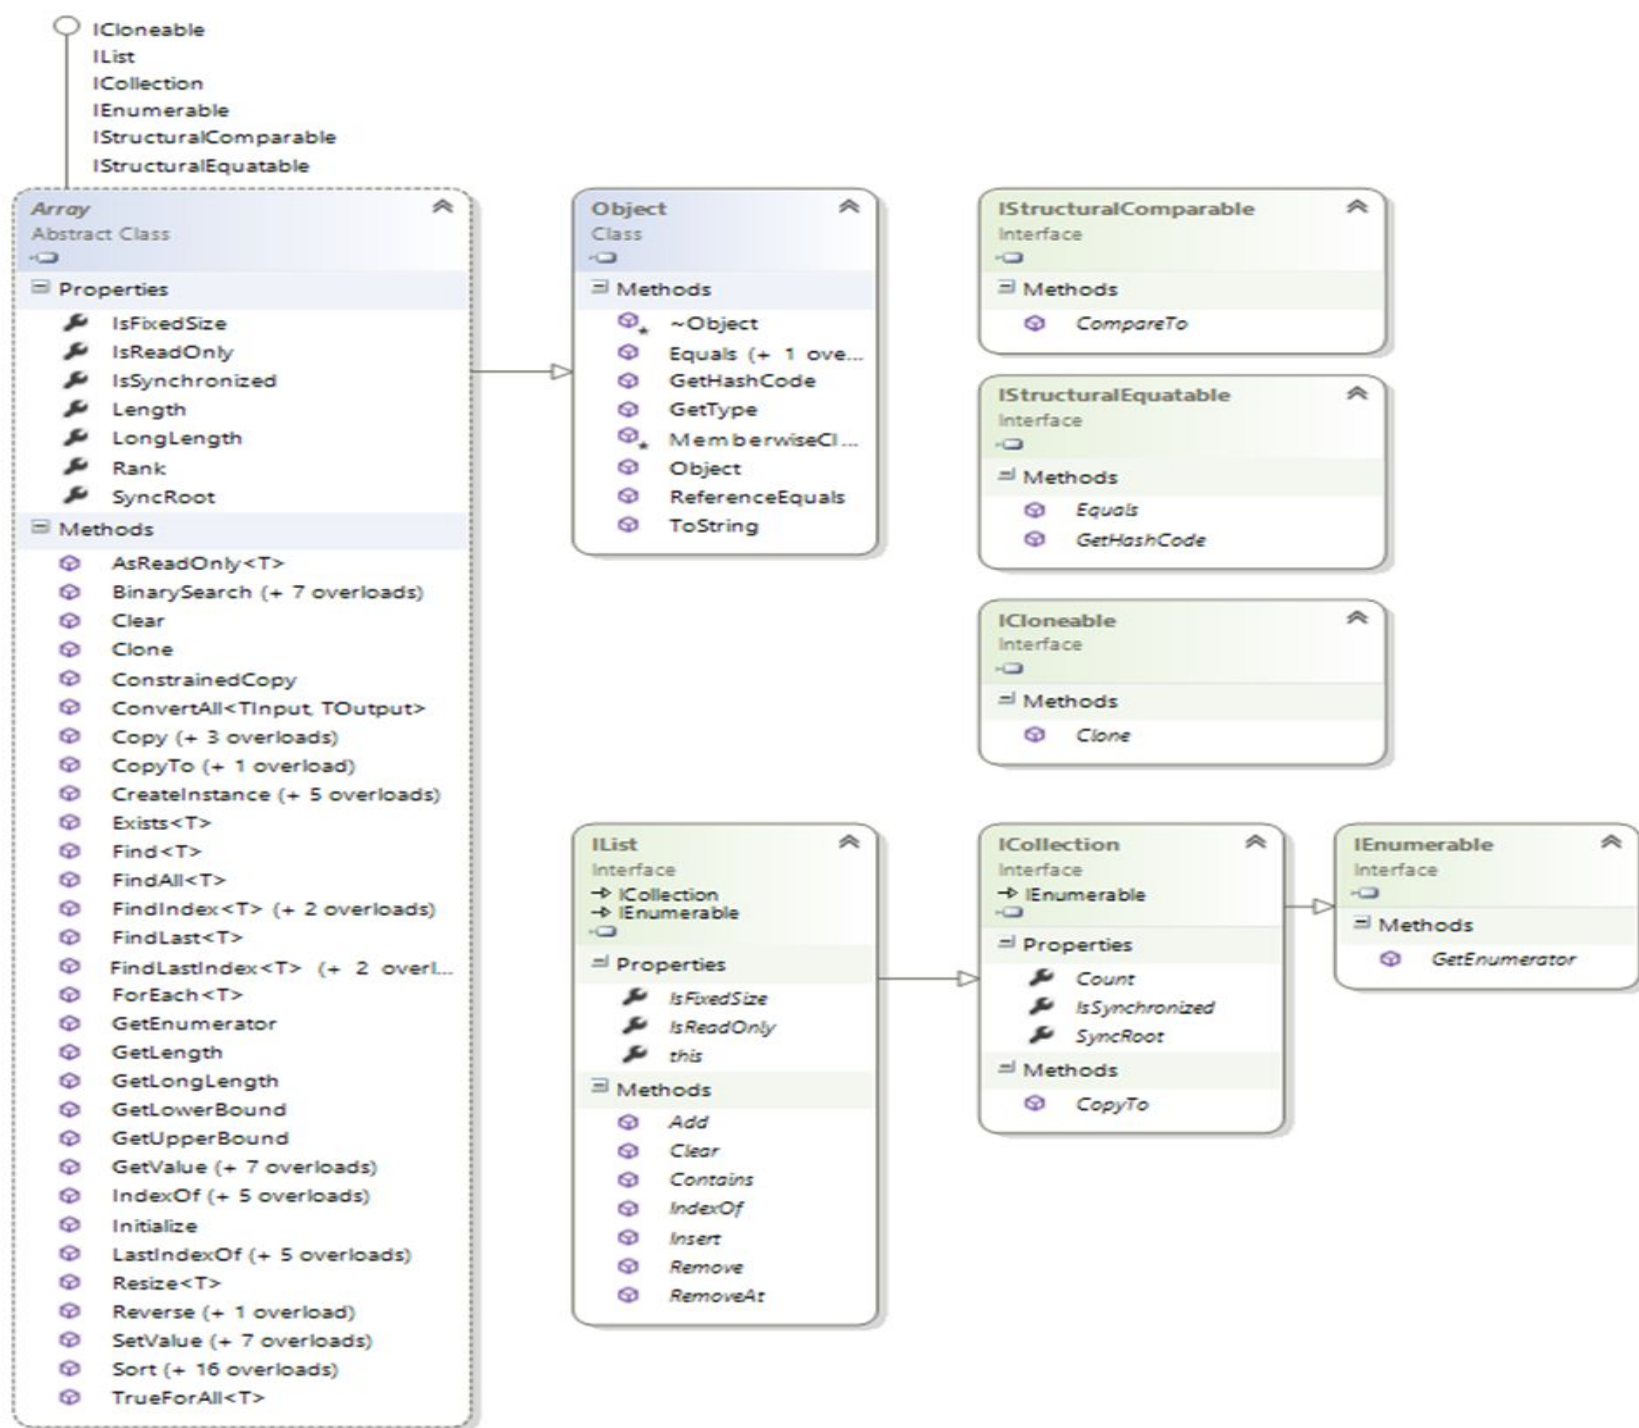 ICloneable
IList
ICollection
IEnumerable
IStructuralComparable
IStructuralEquatable
Array
Abstract Class
Properties
IsFixedSize
IsReadOnly
IsSynchronized
Length
LongLength
Rank
SyncRoot
Methods
AsReadOnly<T>
BinarySearch (+ 7 overloads)
Clear
Clone
ConstrainedCopy
ConvertAll<TInput, TOutput>
Copy (+ 3 overloads)
CopyTo (+ 1 overload)
CreateInstance (+ 5 overloads)
Exists<T>
Find<T>
FindAll<T>
FindIndex<T> (+ 2 overloads)
FindLast<T>
FindLastIndex<T> (+ 2 overl...
ForEach<T>
GetEnumerator
GetLength
GetLongLength
GetLowerBound
GetUpperBound
GetValue (+ 7 overloads)
IndexOf (+ 5 overloads)
Initialize
LastIndexOf (+ 5 overloads)
Resize<T>
Reverse (+ 1 overload)
SetValue (+ 7 overloads)
Sort (+ 16 overloads)
TrueForAll<T>
Object
Class
Methods
~Object
Equals (+ 1 ove...
GetHashCode
GetType
MemberwiseCl...
Object
ReferenceEquals
ToString
IStructuralComparable
Interface
Methods
CompareTo
IStructuralEquatable
Interface
Methods
Equals
GetHashCode
ICloneable
Interface
Methods
Clone
IList
Interface
ICollection
IEnumerable
Properties
IsFixedSize
IsReadOnly
this
Methods
Add
Clear
Contains
IndexOf
Insert
Remove
RemoveAt
ICollection
Interface
IEnumerable
Properties
Count
IsSynchronized
SyncRoot
Methods
CopyTo
IEnumerable
Interface
Methods
GetEnumerator